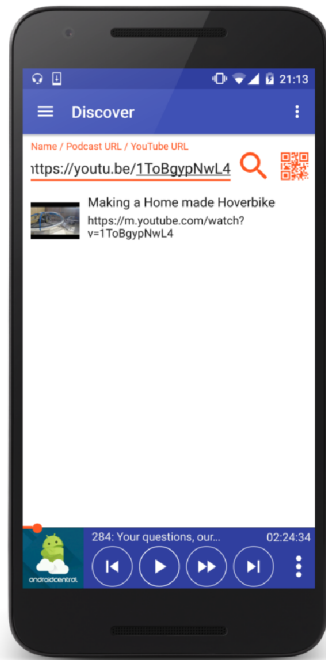 21:13
Discover
Name / Podcast URL / YouTube URL
ttps://youtu.be/1ToBgypNwL4
Making a Home made Hoverbike
https://m.youtube.com/watch?
v=1ToBgypNwL4
284: Your questions, our...
02:24:34
androidcentral